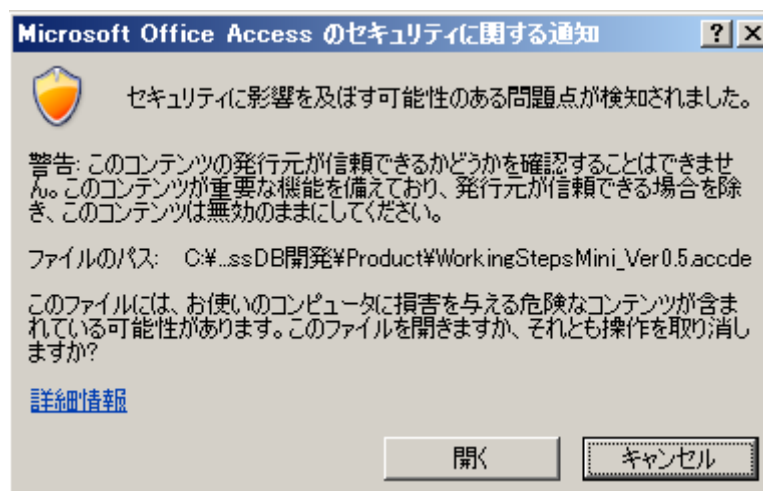 Microsoft Office Access のセキュリティに関する通知
セキュリティに影響を及ぼす可能性のある問題点が検知されました。
警告: このコンテンツの発行元が信頼できるかどうかを確認することはできませ
ん。このコンテンツが重要な機能を備えており、発行元が信頼できる場合を除
き、このコンテンツは無効のままにしてください。
ファイルのパス: C:¥...ssDB開発¥Product¥WorkingStepsMini_Ver0.5.accde
このファイルには、お使いのコンピュータに損害を与える危険なコンテンツが含ま
れている可能性があります。このファイルを開きますか、それとも操作を取り消し
ますか?
詳細情報
開く キャンセル